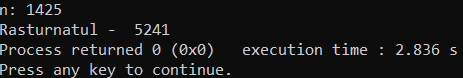 n: 1425
Rasturnatul -  5241
Process returned 0 (0x0)   execution time : 2.836 s
Press any key to continue.